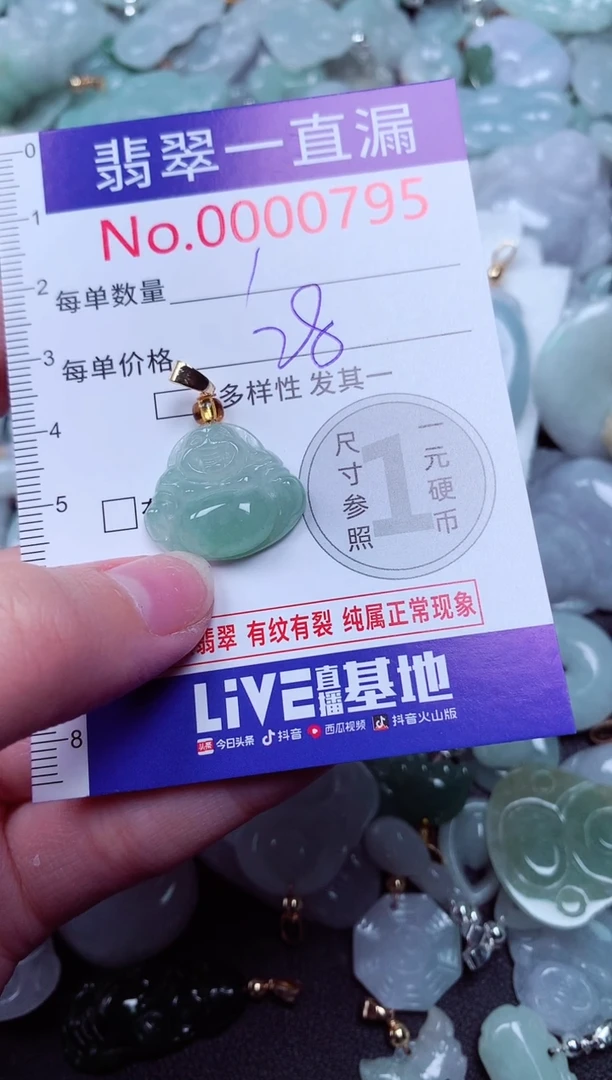 翡翠一直漏
No.0000795
每单数量 1
每单价格 28
多样性 发其一
尺寸参照
1
一元硬币
翡翠 有纹有裂 纯属正常现象
LiVE直播基地
头条 今日头条 抖音 西瓜视频 抖音火山版
0
1
2
3
4
5
8